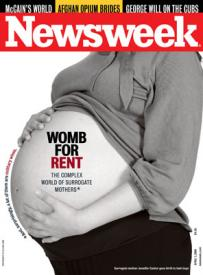 McCAIN'S WORLD | AFGHAN OPIUM BRIDES | GEORGE WILL ON THE CUBS
Newsweek
WOMB
FOR
RENT
THE COMPLEX
WORLD OF SURROGATE
MOTHERS*